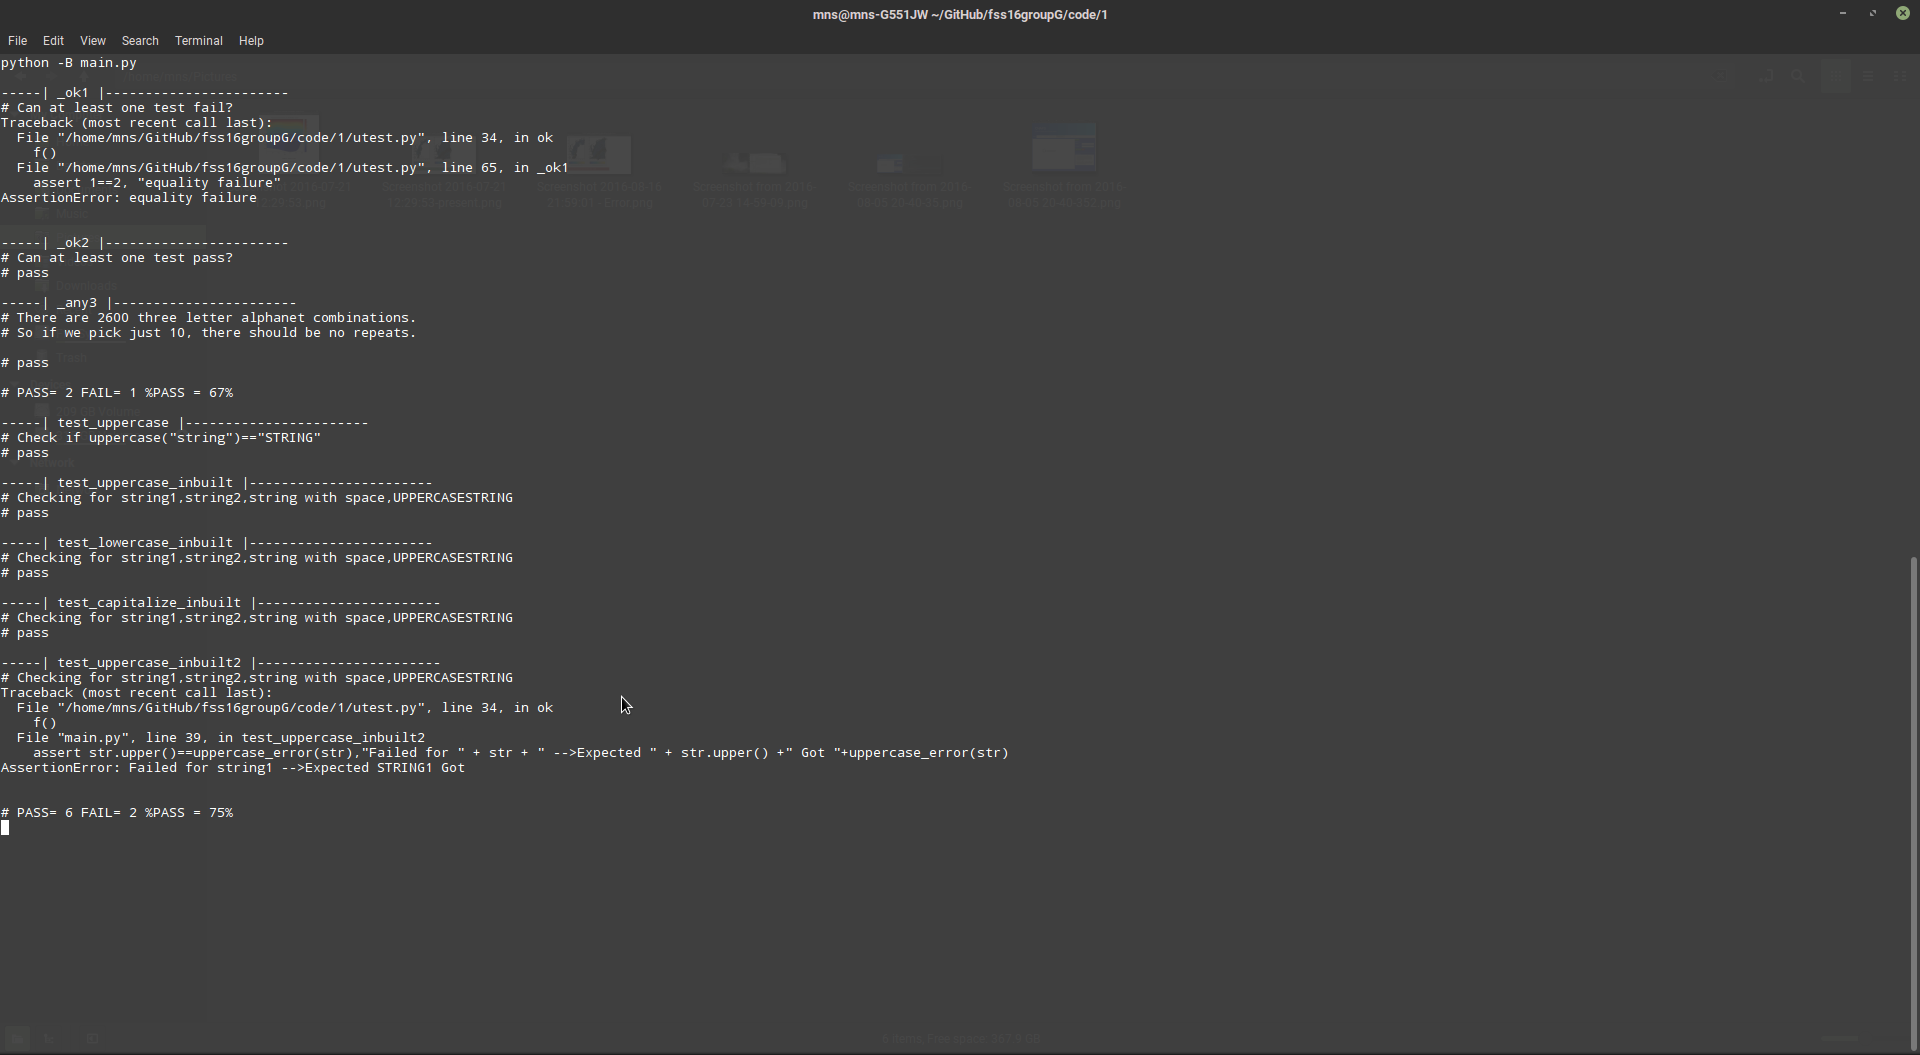 mns@mns-G551JW ~/GitHub/fss16groupG/code/1
File Edit View Search Terminal Help
python -B main.py
-----| _ok1 |-----------------------
# Can at least one test fail?
Traceback (most recent call last):
  File "/home/mns/GitHub/fss16groupG/code/1/utest.py", line 34, in ok
    f()
  File "/home/mns/GitHub/fss16groupG/code/1/utest.py", line 65, in _ok1
    assert 1==2, "equality failure"
AssertionError: equality failure
-----| _ok2 |-----------------------
# Can at least one test pass?
# pass
-----| _any3 |-----------------------
# There are 2600 three letter alphanet combinations.
# So if we pick just 10, there should be no repeats.
# pass
# PASS= 2 FAIL= 1 %PASS = 67%
-----| test_uppercase |-----------------------
# Check if uppercase("string")=="STRING"
# pass
-----| test_uppercase_inbuilt |-----------------------
# Checking for string1,string2,string with space,UPPERCASESTRING
# pass
-----| test_lowercase_inbuilt |-----------------------
# Checking for string1,string2,string with space,UPPERCASESTRING
# pass
-----| test_capitalize_inbuilt |-----------------------
# Checking for string1,string2,string with space,UPPERCASESTRING
# pass
-----| test_uppercase_inbuilt2 |-----------------------
# Checking for string1,string2,string with space,UPPERCASESTRING
Traceback (most recent call last):
  File "/home/mns/GitHub/fss16groupG/code/1/utest.py", line 34, in ok
    f()
  File "main.py", line 39, in test_uppercase_inbuilt2
    assert str.upper()==uppercase_error(str),"Failed for " + str + " -->Expected " + str.upper() +" Got "+uppercase_error(str)
AssertionError: Failed for string1 -->Expected STRING1 Got
# PASS= 6 FAIL= 2 %PASS = 75%